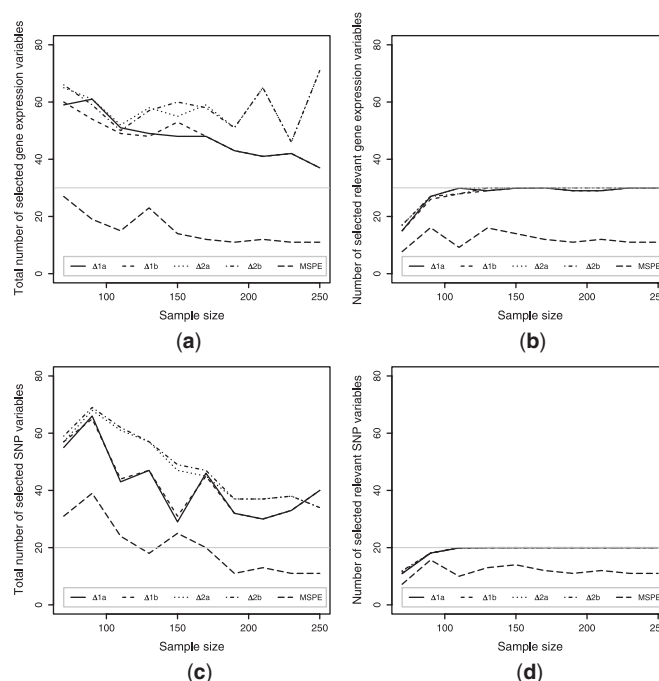 Total number of selected gene expression variables
80
60
40
20
0
Δ1a Δ1b Δ2a Δ2b MSPE
100 150 200 250
Sample size
(a)
Number of selected relevant gene expression variables
80
60
40
20
0
Δ1a Δ1b Δ2a Δ2b MSPE
100 150 200 250
Sample size
(b)
Total number of selected SNP variables
80
60
40
20
0
Δ1a Δ1b Δ2a Δ2b MSPE
100 150 200 250
Sample size
(c)
Number of selected relevant SNP variables
80
60
40
20
0
Δ1a Δ1b Δ2a Δ2b MSPE
100 150 200 250
Sample size
(d)